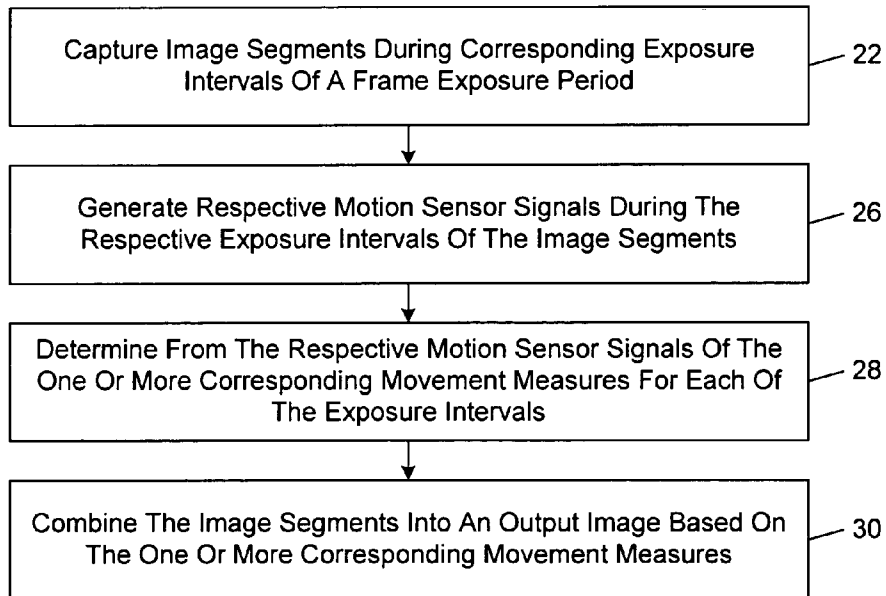 Capture Image Segments During Corresponding Exposure
Intervals Of A Frame Exposure Period
22
Generate Respective Motion Sensor Signals During The
Respective Exposure Intervals Of The Image Segments
26
Determine From The Respective Motion Sensor Signals Of The
One Or More Corresponding Movement Measures For Each Of
The Exposure Intervals
28
Combine The Image Segments Into An Output Image Based On
The One Or More Corresponding Movement Measures
30